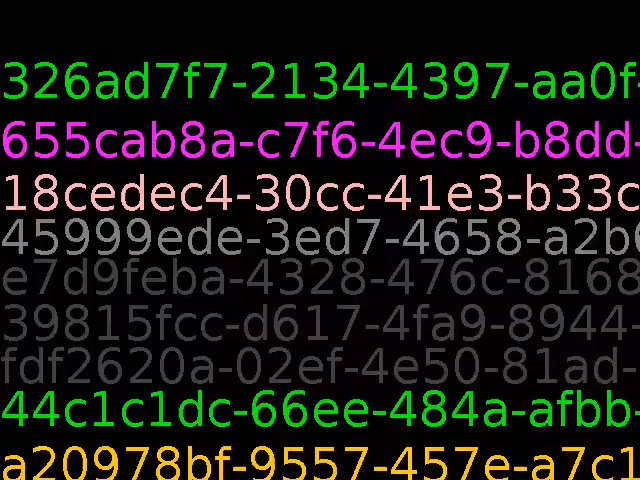 326ad7f7-2134-4397-aa0f-
655cab8a-c7f6-4ec9-b8dd-
18cedec4-30cc-41e3-b33c
45999ede-3ed7-4658-a2b0
e7d9feba-4328-476c-8168
39815fcc-d617-4fa9-8944-
fdf2620a-02ef-4e50-81ad-
44c1c1dc-66ee-484a-afbb-
a20978bf-9557-457e-a7c1